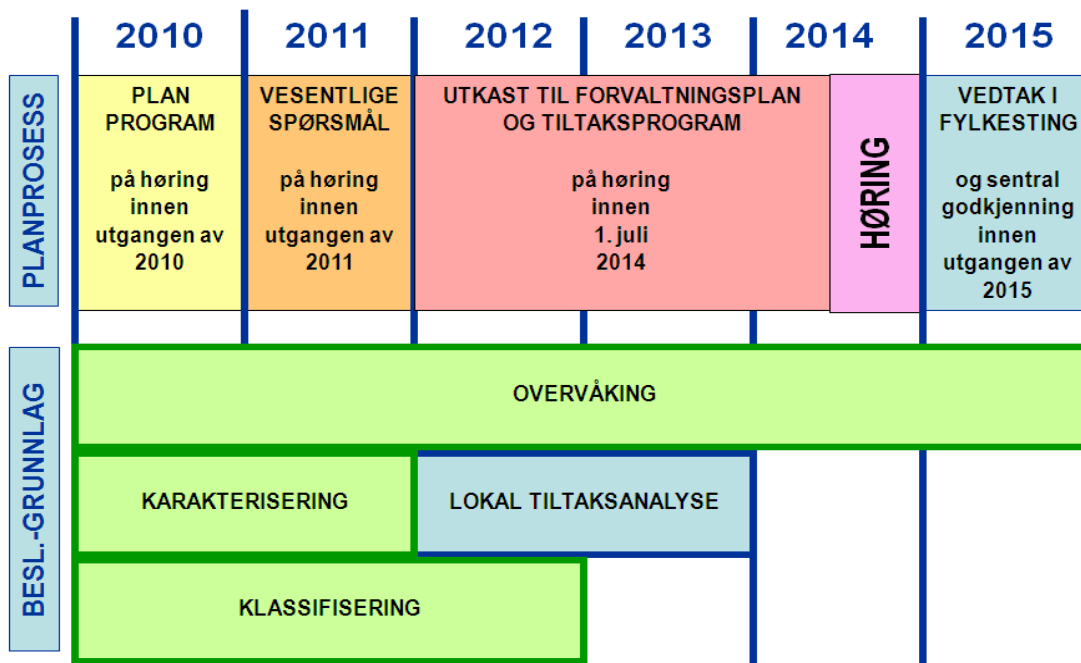 2010 2011 2012 2013 2014 2015
PLANPROSESS
PLAN
PROGRAM
på høring
innen
utgangen av
2010
VESENTLIGE
SPØRSMÅL
på høring
innen
utgangen av
2011
UTKAST TIL FORVALTNINGSPLAN
OG TILTAKSPROGRAM
på høring
innen
1. juli
2014
HØRING
VEDTAK I
FYLKESTING
og sentral
godkjenning
innen
utgangen av
2015
BESL.-GRUNNLAG
OVERVÅKING
KARAKTERISERING
LOKAL TILTAKSANALYSE
KLASSIFISERING